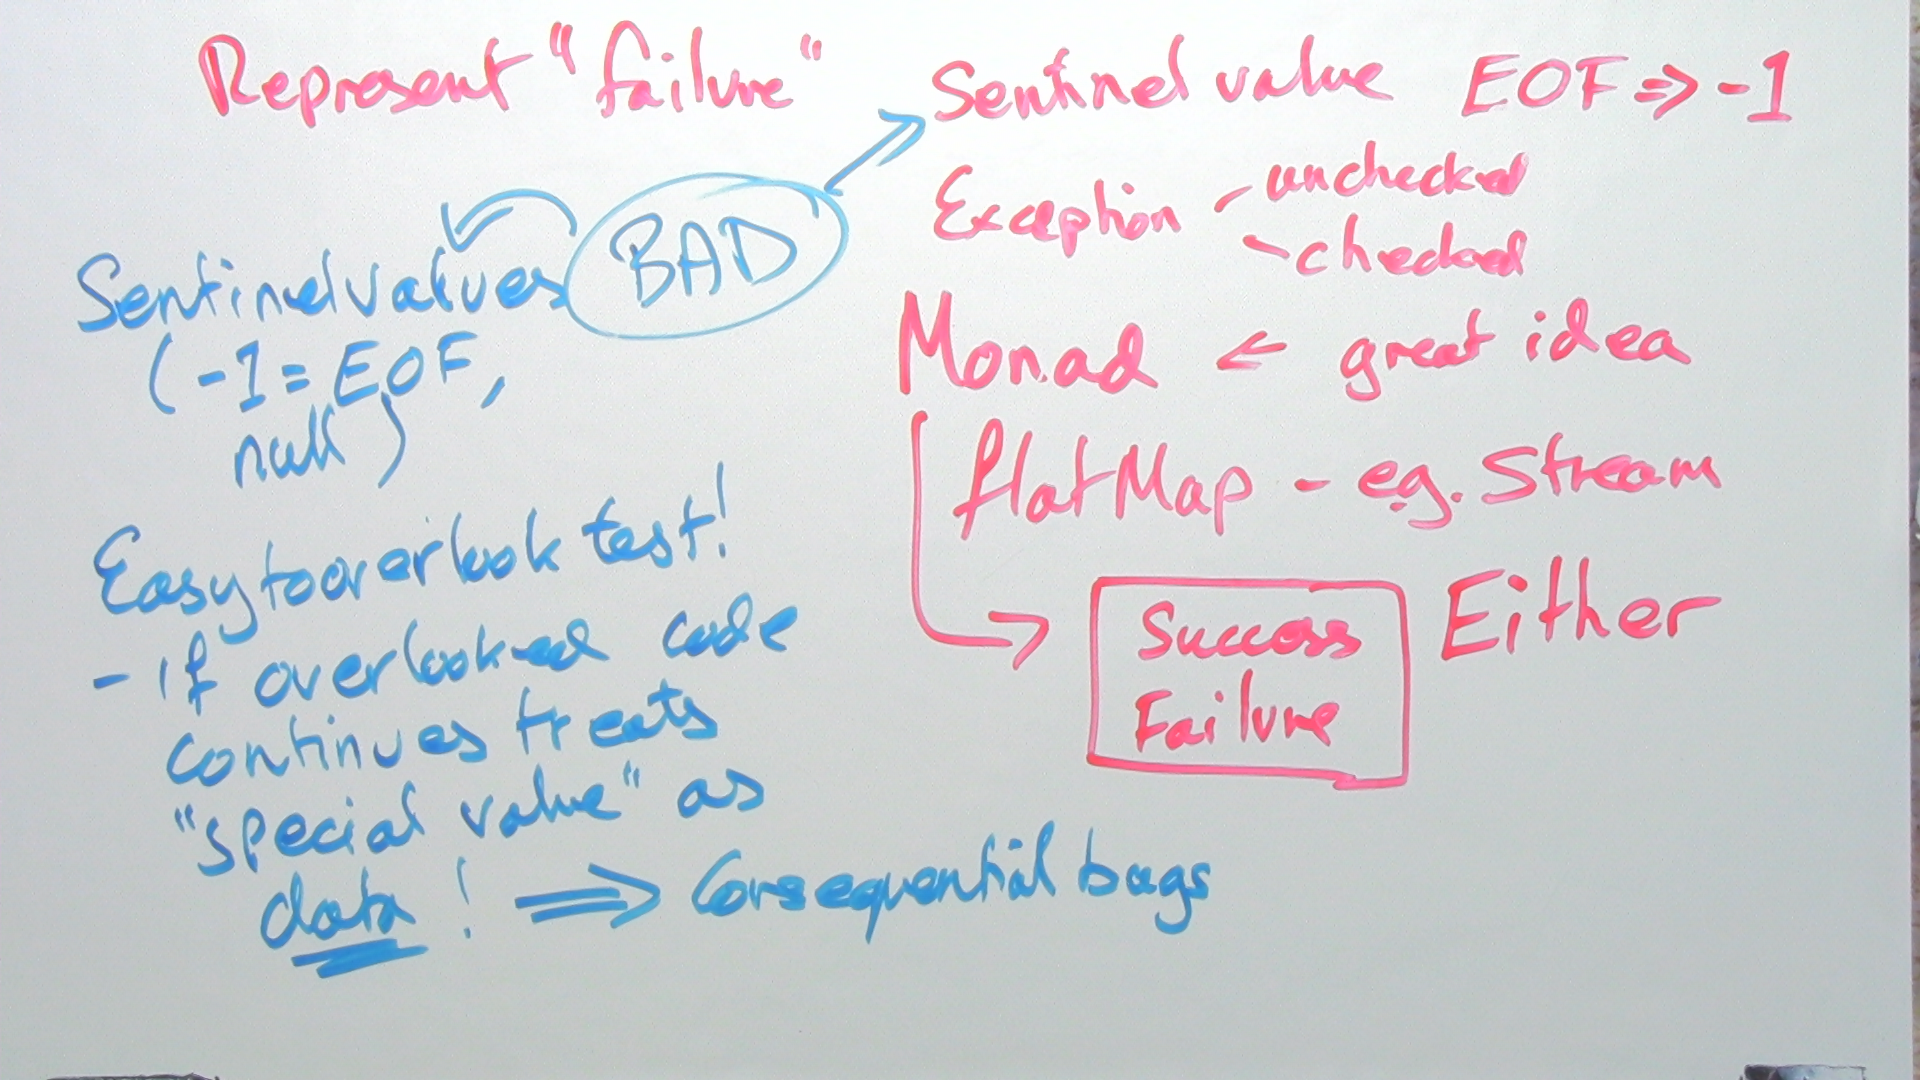 Represent "failure"
Sentinel value EOF => -1
Exception - unchecked
- checked
Monad <- great idea
flatMap - eg. Stream
Success
Failure
Either
BAD
Sentinel values
(-1 = EOF,
null)
Easy to overlook test!
- if overlooked code
continues treats
"special value" as
data! => Consequential bugs